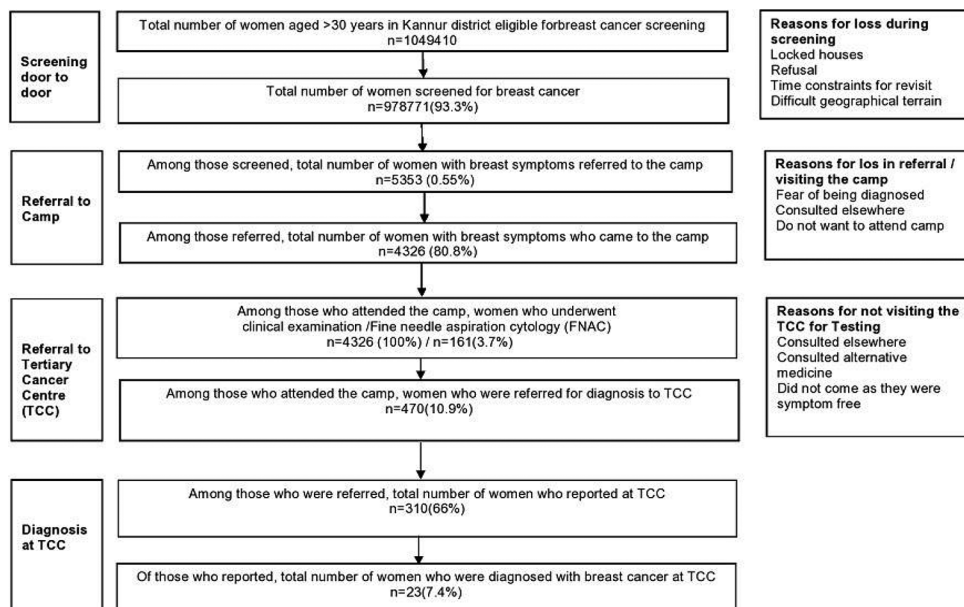 Screening
door to
door
Total number of women aged >30 years in Kannur district eligible forbreast cancer screening
n=1049410
Total number of women screened for breast cancer
n=978771(93.3%)
Reasons for loss during
screening
Locked houses
Refusal
Time constraints for revisit
Difficult geographical terrain
Referral to
Camp
Among those screened, total number of women with breast symptoms referred to the camp
n=5353 (0.55%)
Among those referred, total number of women with breast symptoms who came to the camp
n=4326 (80.8%)
Reasons for los in referral /
visiting the camp
Fear of being diagnosed
Consulted elsewhere
Do not want to attend camp
Referral to
Tertiary
Cancer
Centre
(TCC)
Among those who attended the camp, women who underwent
clinical examination /Fine needle aspiration cytology (FNAC)
n=4326 (100%) / n=161(3.7%)
Among those who attended the camp, women who were referred for diagnosis to TCC
n=470(10.9%)
Reasons for not visiting the
TCC for Testing
Consulted elsewhere
Consulted alternative
medicine
Did not come as they were
symptom free
Diagnosis
at TCC
Among those who were referred, total number of women who reported at TCC
n=310(66%)
Of those who reported, total number of women who were diagnosed with breast cancer at TCC
n=23(7.4%)